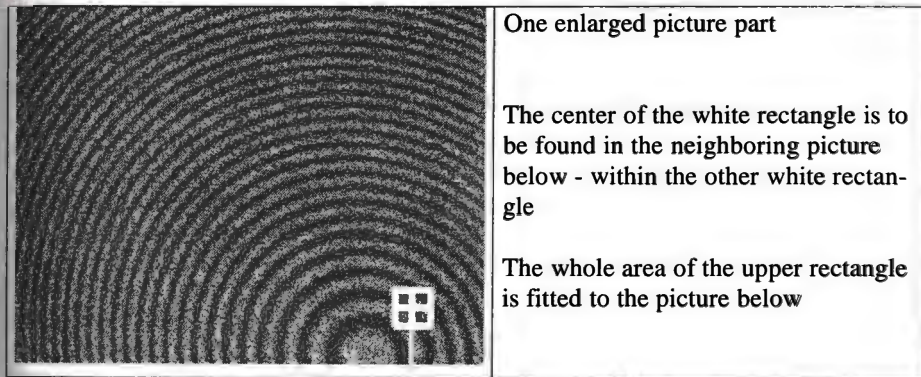 One enlarged picture part
The center of the white rectangle is to
be found in the neighboring picture
below - within the other white rectan-
gle
The whole area of the upper rectangle
is fitted to the picture below